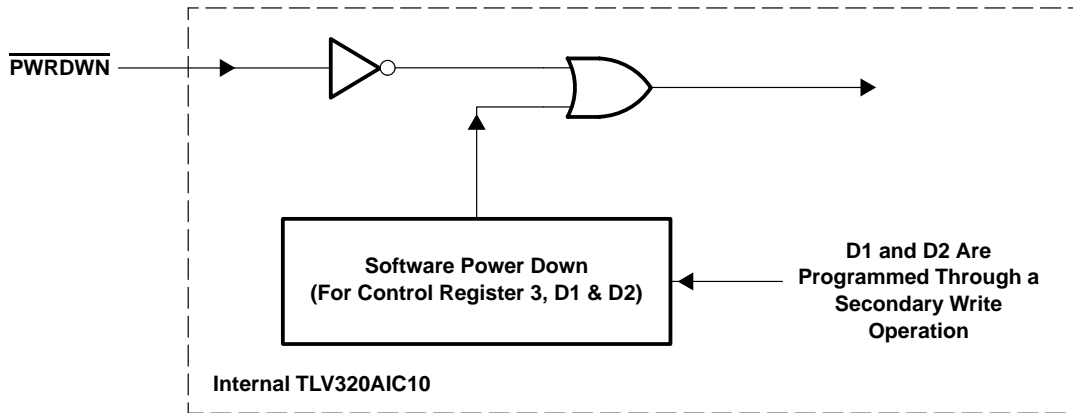 PWRDWN
Software Power Down
(For Control Register 3, D1 & D2)
D1 and D2 Are
Programmed Through a
Secondary Write
Operation
Internal TLV320AIC10